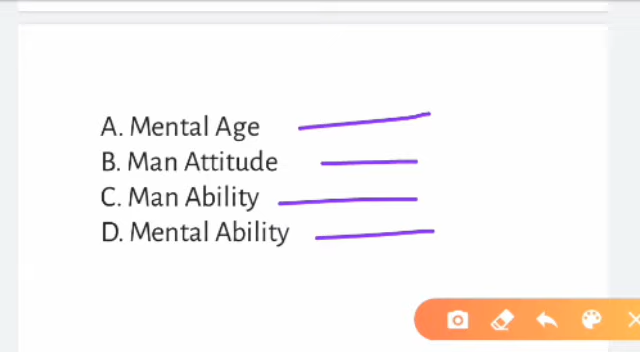 A. Mental Age
B. Man Attitude
C. Man Ability
D. Mental Ability